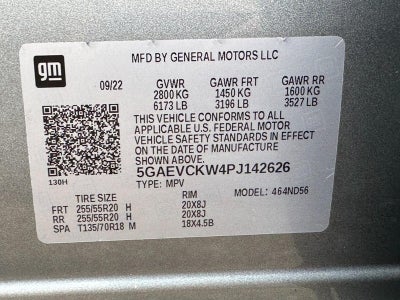 gm
MFD BY GENERAL MOTORS LLC
09/22 GVWR GAWR FRT GAWR RR
2800 KG 1450 KG 1600 KG
6173 LB 3196 LB 3527 LB
THIS VEHICLE CONFORMS TO ALL
APPLICABLE U.S. FEDERAL MOTOR
VEHICLE SAFETY STANDARDS IN EFFECT
ON THE DATE OF MANUFACTURE
SHOWN ABOVE.
5GAEVCKW4PJ142626
130H TYPE: MPV
TIRE SIZE RIM MODEL: 464ND56
FRT 255/55R20 H 20X8J
RR 255/55R20 H 20X8J
SPA T135/70R18 M 18X4.5B